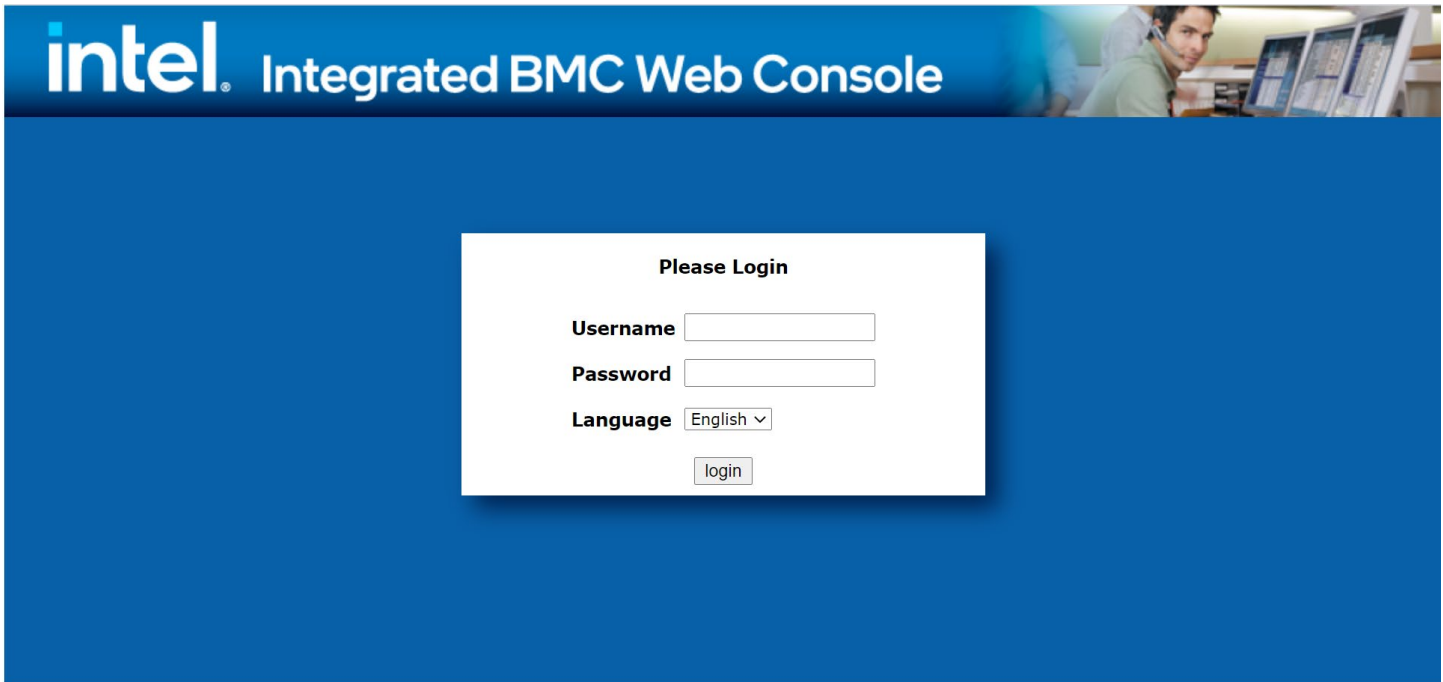 intel® Integrated BMC Web Console
Please Login
Username
Password
Language English
login